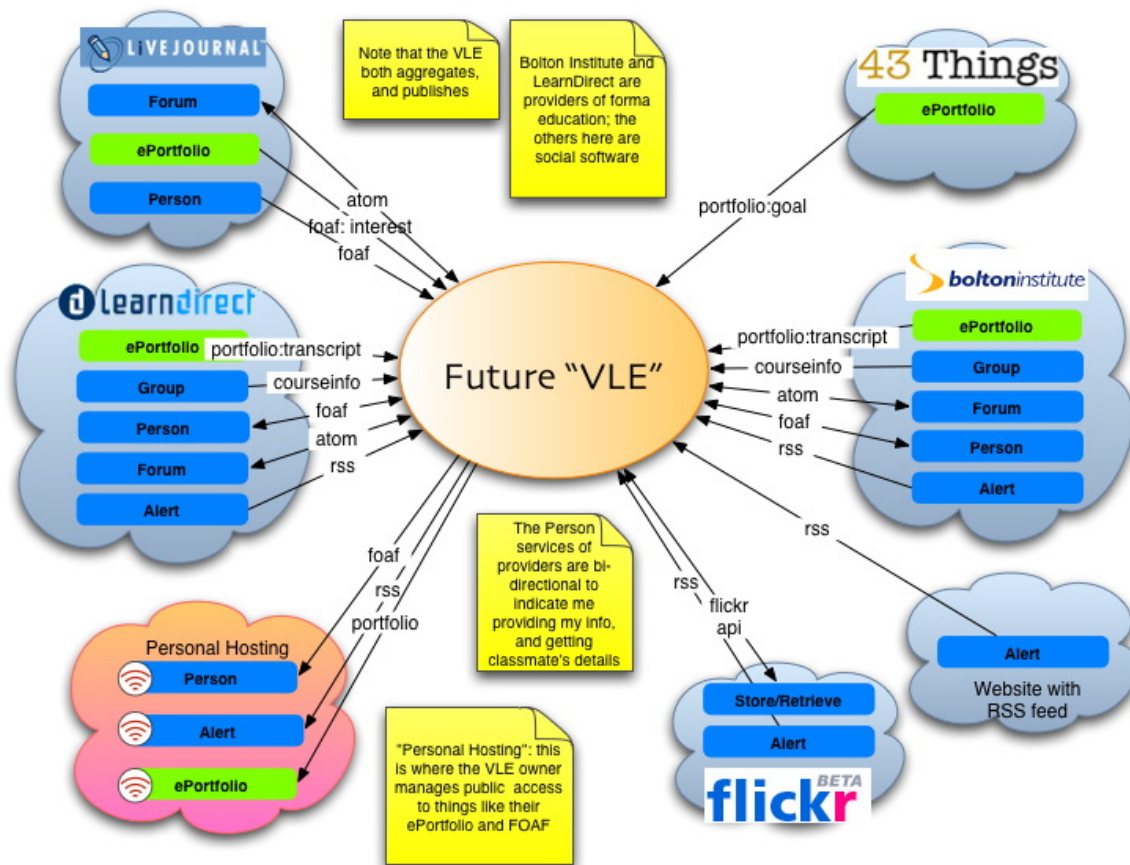 LiVEJOURNAL™
Forum
ePortfolio
Person
Note that the VLE
both aggregates,
and publishes
Bolton Institute and
LearnDirect are
providers of forma
education; the
others here are
social software
43 Things
ePortfolio
atom
foaf: interest
foaf
portfolio:goal
learndirect
ePortfolio
Group
Person
Forum
Alert
portfolio:transcript
courseinfo
foaf
atom
rss
Future “VLE”
portfolio:transcript
courseinfo
atom
foaf
rss
boltoninstitute
ePortfolio
Group
Forum
Person
Alert
foaf
rss
portfolio
The Person
services of
providers are bi-
directional to
indicate me
providing my info,
and getting
classmate's details
rss
flickr
api
rss
Personal Hosting
Person
Alert
ePortfolio
"Personal Hosting": this
is where the VLE owner
manages public access
to things like their
ePortfolio and FOAF
Store/Retrieve
Alert
BETA
flickr
Alert
Website with
RSS feed